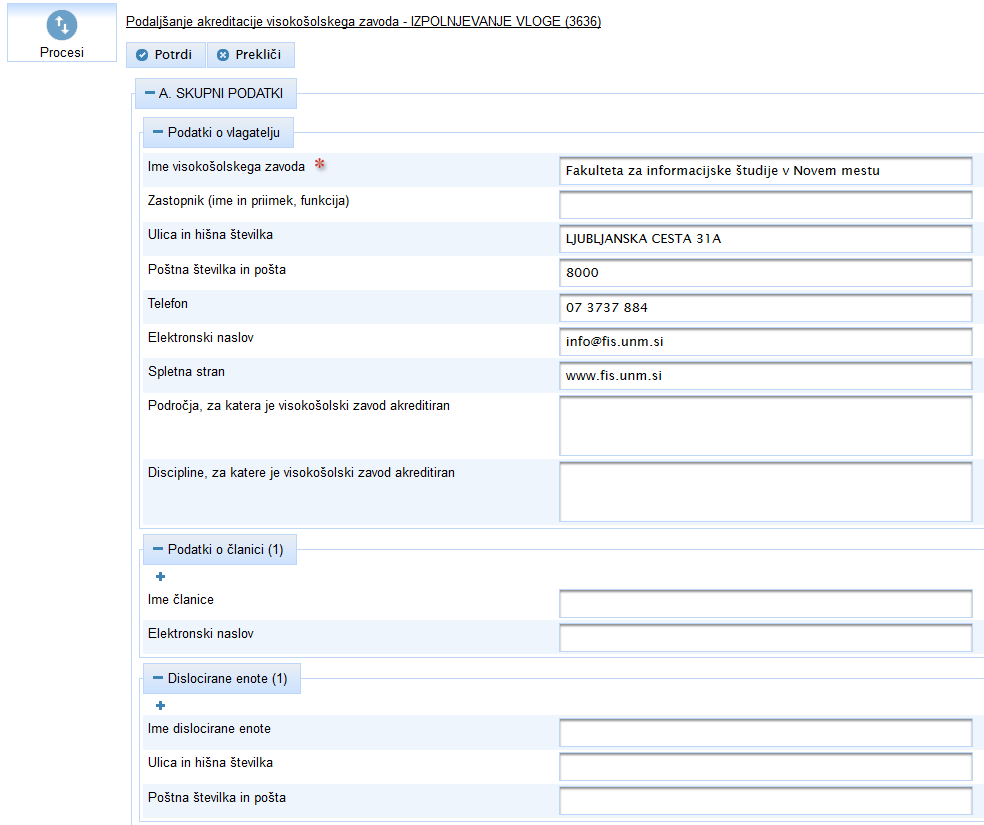 Podaljšanje akreditacije visokošolskega zavoda - IZPOLNJEVANJE VLOGE (3636)
Procesi
Potrdi Prekliči
A. SKUPNI PODATKI
Podatki o vlagatelju
Ime visokošolskega zavoda * Fakulteta za informacijske študije v Novem mestu
Zastopnik (ime in priimek, funkcija)
Ulica in hišna številka LJUBLJANSKA CESTA 31A
Poštna številka in pošta 8000
Telefon 07 3737 884
Elektronski naslov info@fis.unm.si
Spletna stran www.fis.unm.si
Področja, za katera je visokošolski zavod akreditiran
Discipline, za katere je visokošolski zavod akreditiran
Podatki o članici (1)
Ime članice
Elektronski naslov
Dislocirane enote (1)
Ime dislocirane enote
Ulica in hišna številka
Poštna številka in pošta